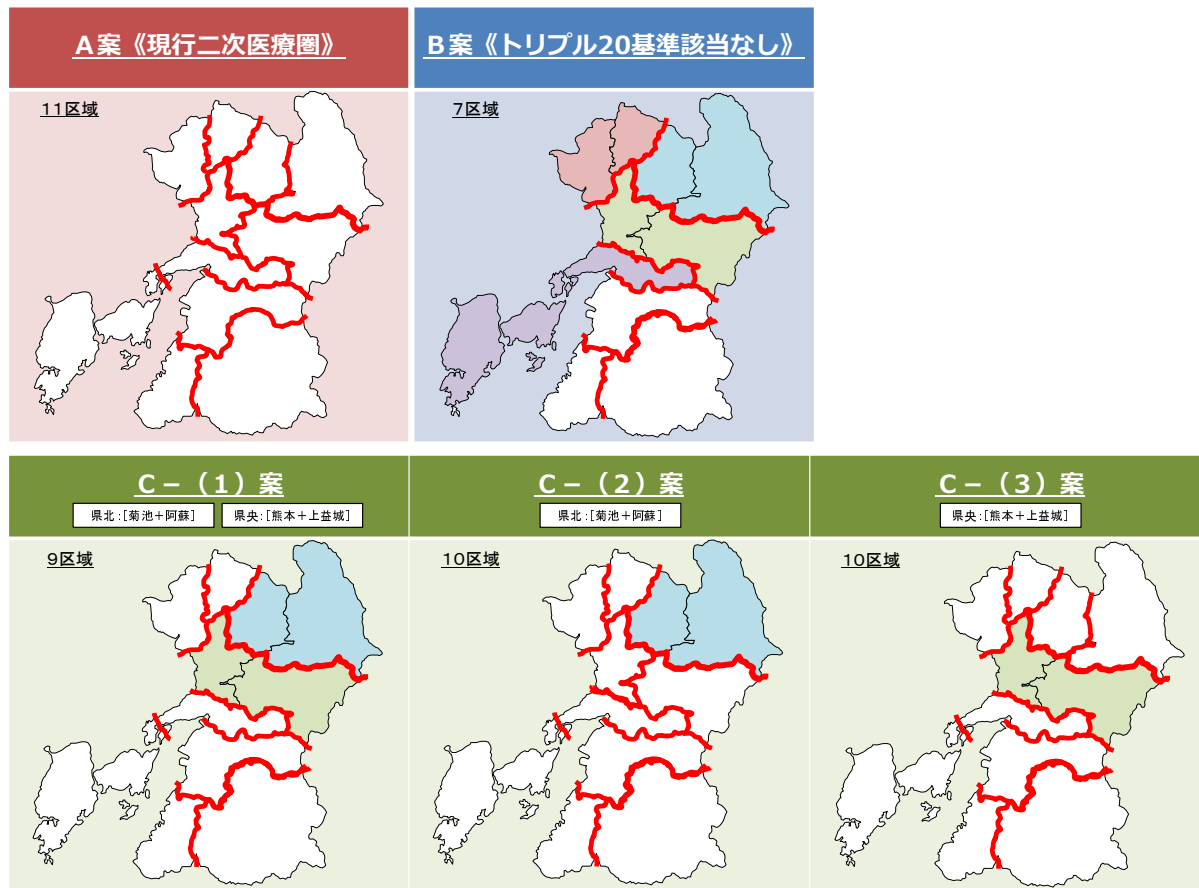 A案《現行二次医療圏》
B案《トリプル20基準該当なし》
11区域
7区域
C－（1）案
県北：[菊池＋阿蘇]
県央：[熊本＋上益城]
C－（2）案
県北：[菊池＋阿蘇]
C－（3）案
県央：[熊本＋上益城]
9区域
10区域
10区域